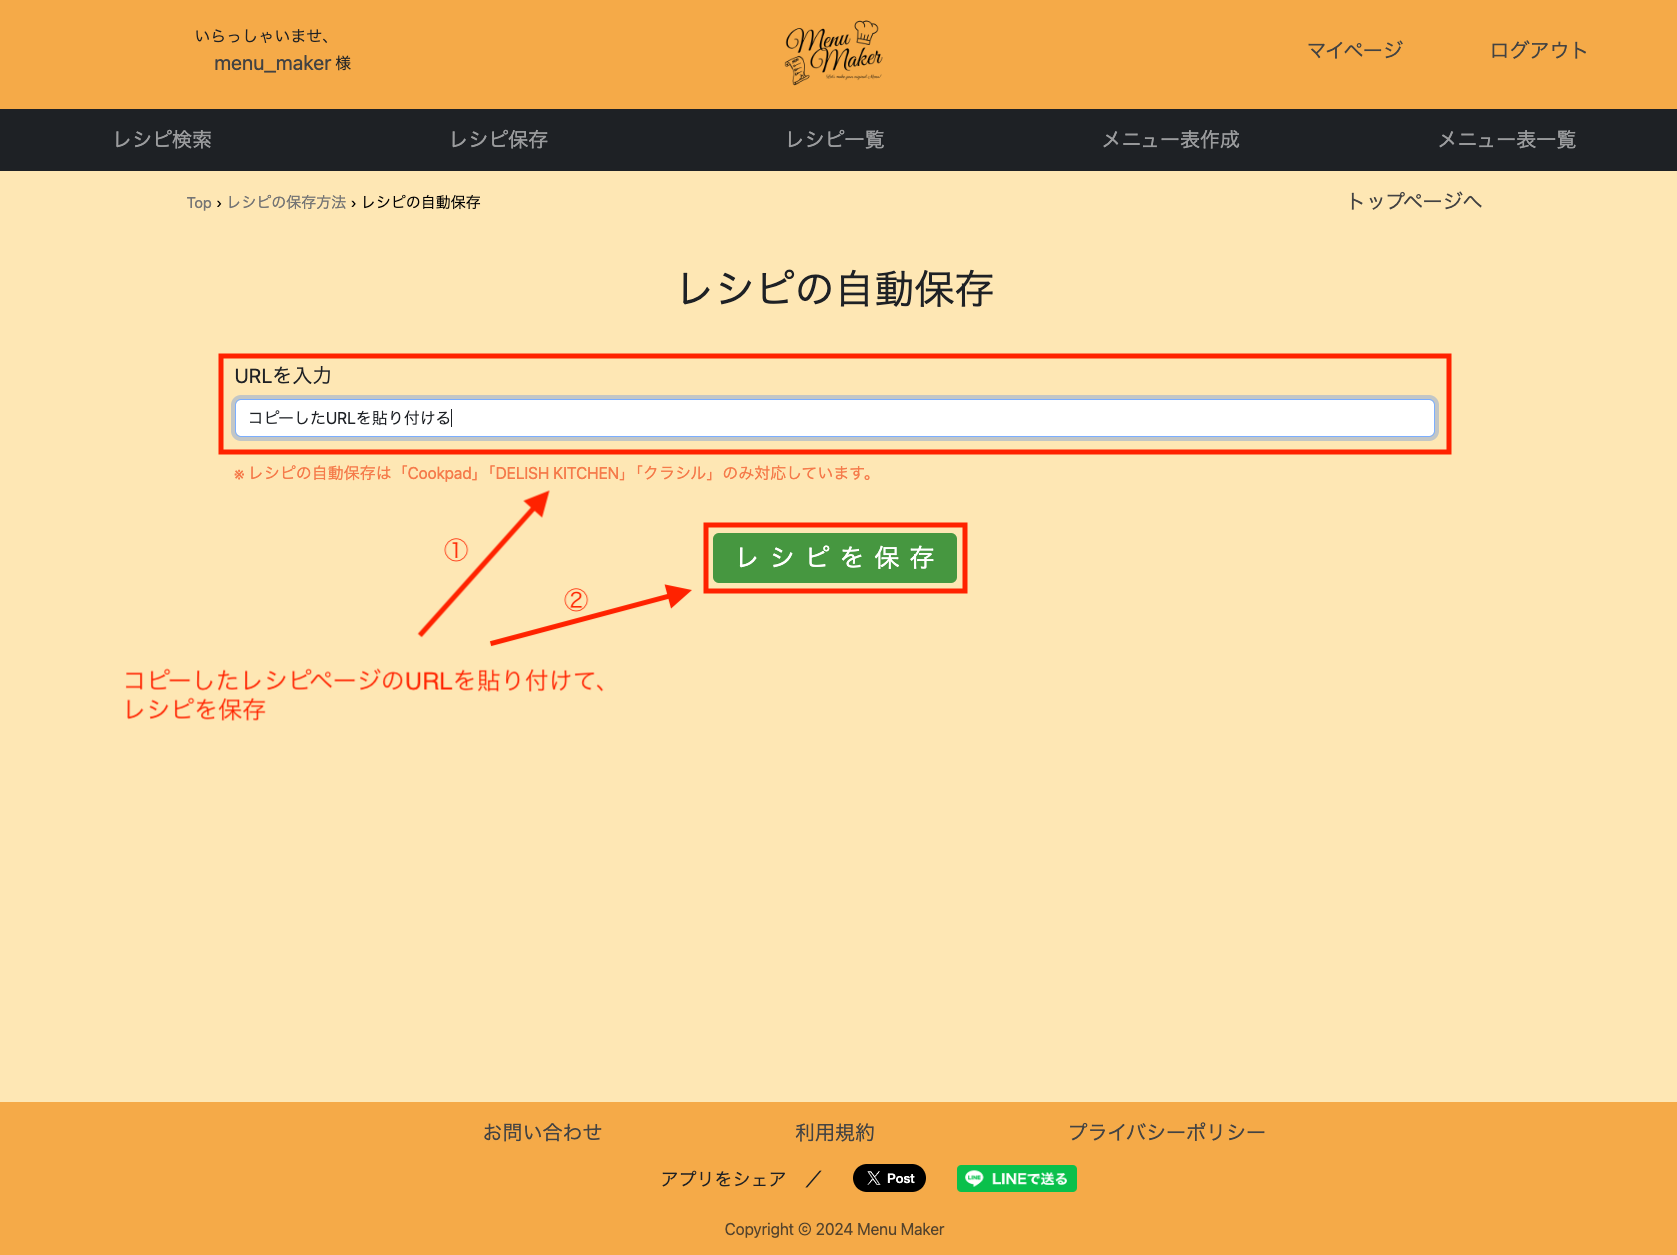 いらっしゃいませ、
menu_maker 様
Menu Maker
マイページ
ログアウト
レシピ検索
レシピ保存
レシピ一覧
メニュー表作成
メニュー表一覧
Top › レシピの保存方法 › レシピの自動保存
トップページへ
レシピの自動保存
URLを入力
コピーしたURLを貼り付ける
※ レシピの自動保存は「Cookpad」「DELISH KITCHEN」「クラシル」のみ対応しています。
①
レシピを保存
②
コピーしたレシピページのURLを貼り付けて、
レシピを保存
お問い合わせ
利用規約
プライバシーポリシー
アプリをシェア ／
X Post
LINE LINEで送る
Copyright © 2024 Menu Maker